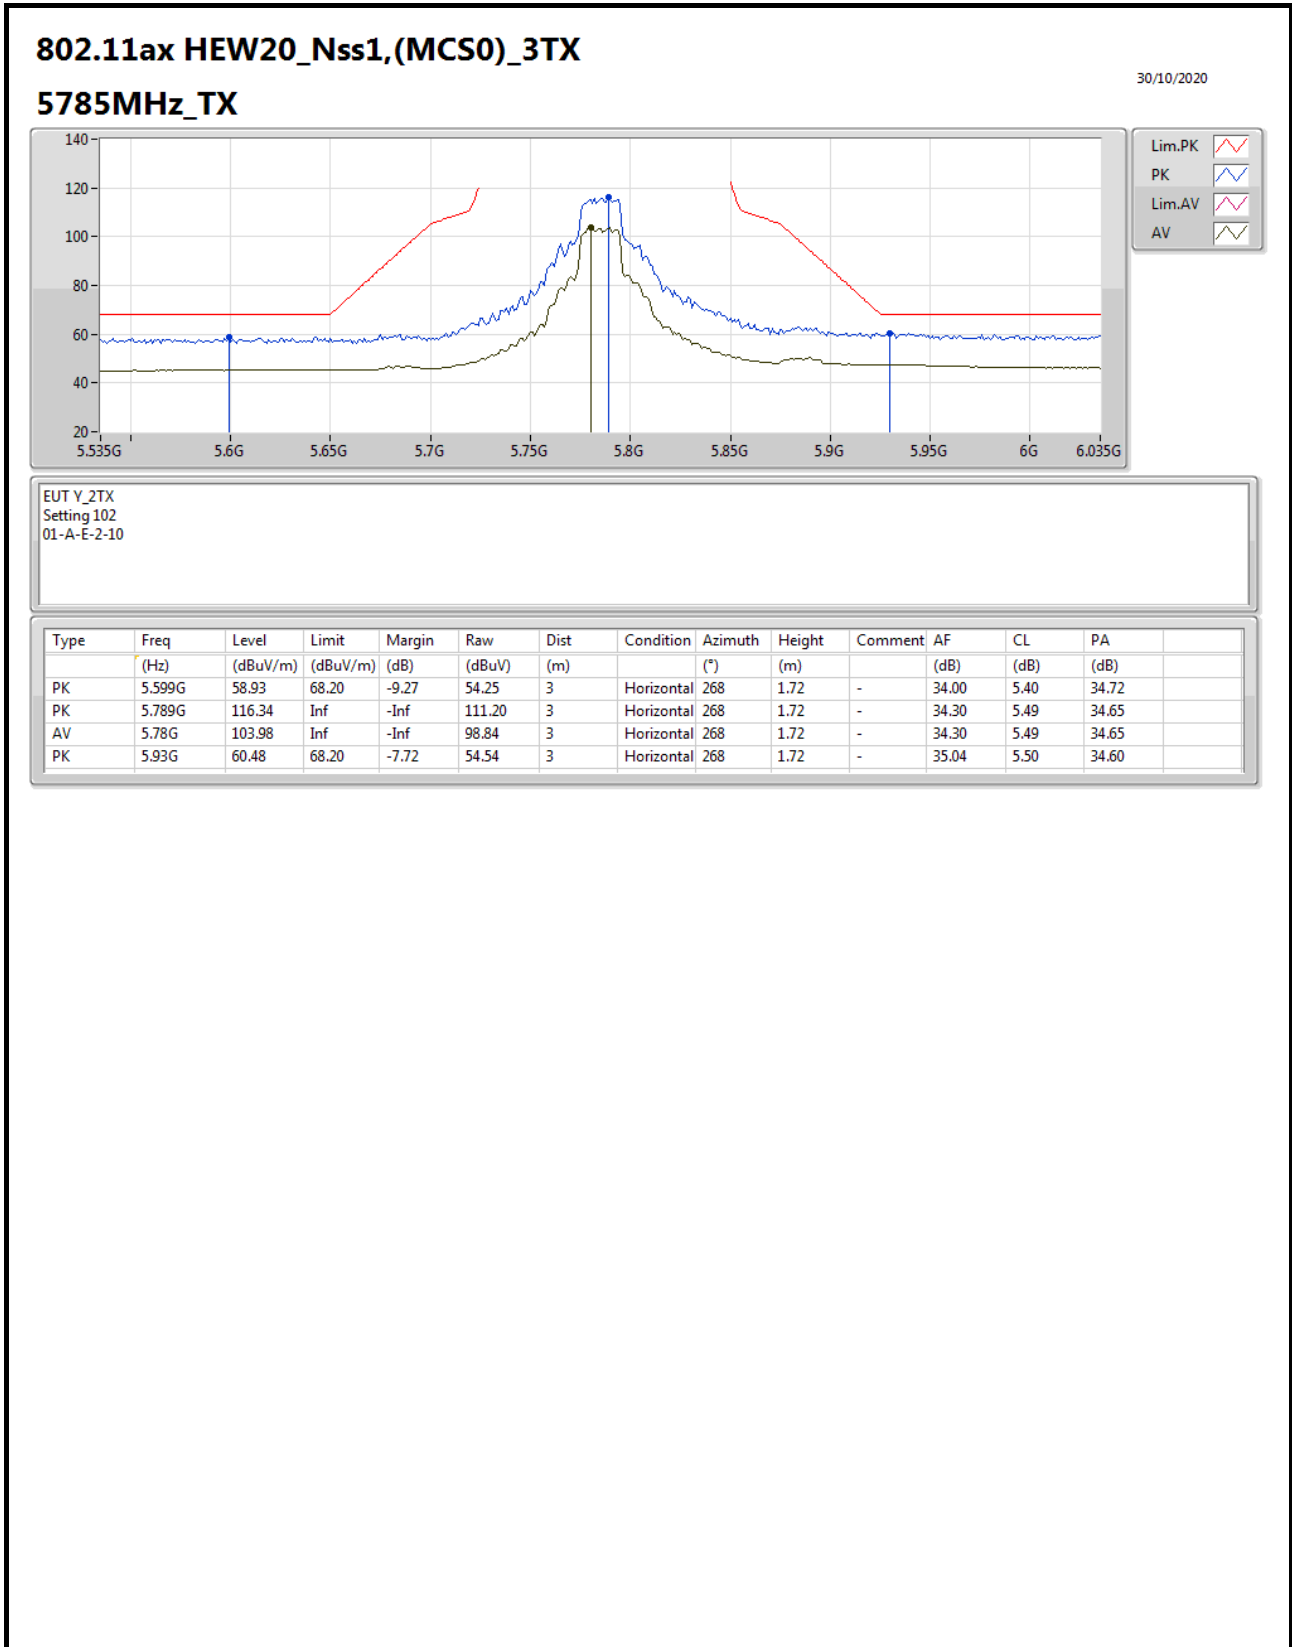 802.11ax HEW20_Nss1,(MCS0)_3TX
30/10/2020
5785MHz_TX
140
120
100
80
60
40
20
5.535G 5.6G 5.65G 5.7G 5.75G 5.8G 5.85G 5.9G 5.95G 6G 6.035G
Lim.PK
PK
Lim.AV
AV
EUT Y_2TX
Setting 102
01-A-E-2-10
Type Freq Level Limit Margin Raw Dist Condition Azimuth Height Comment AF CL PA
(Hz) (dBuV/m) (dBuV/m) (dB) (dBuV) (m) (°) (m) (dB) (dB) (dB)
PK 5.599G 58.93 68.20 -9.27 54.25 3 Horizontal 268 1.72 - 34.00 5.40 34.72
PK 5.789G 116.34 Inf -Inf 111.20 3 Horizontal 268 1.72 - 34.30 5.49 34.65
AV 5.78G 103.98 Inf -Inf 98.84 3 Horizontal 268 1.72 - 34.30 5.49 34.65
PK 5.93G 60.48 68.20 -7.72 54.54 3 Horizontal 268 1.72 - 35.04 5.50 34.60